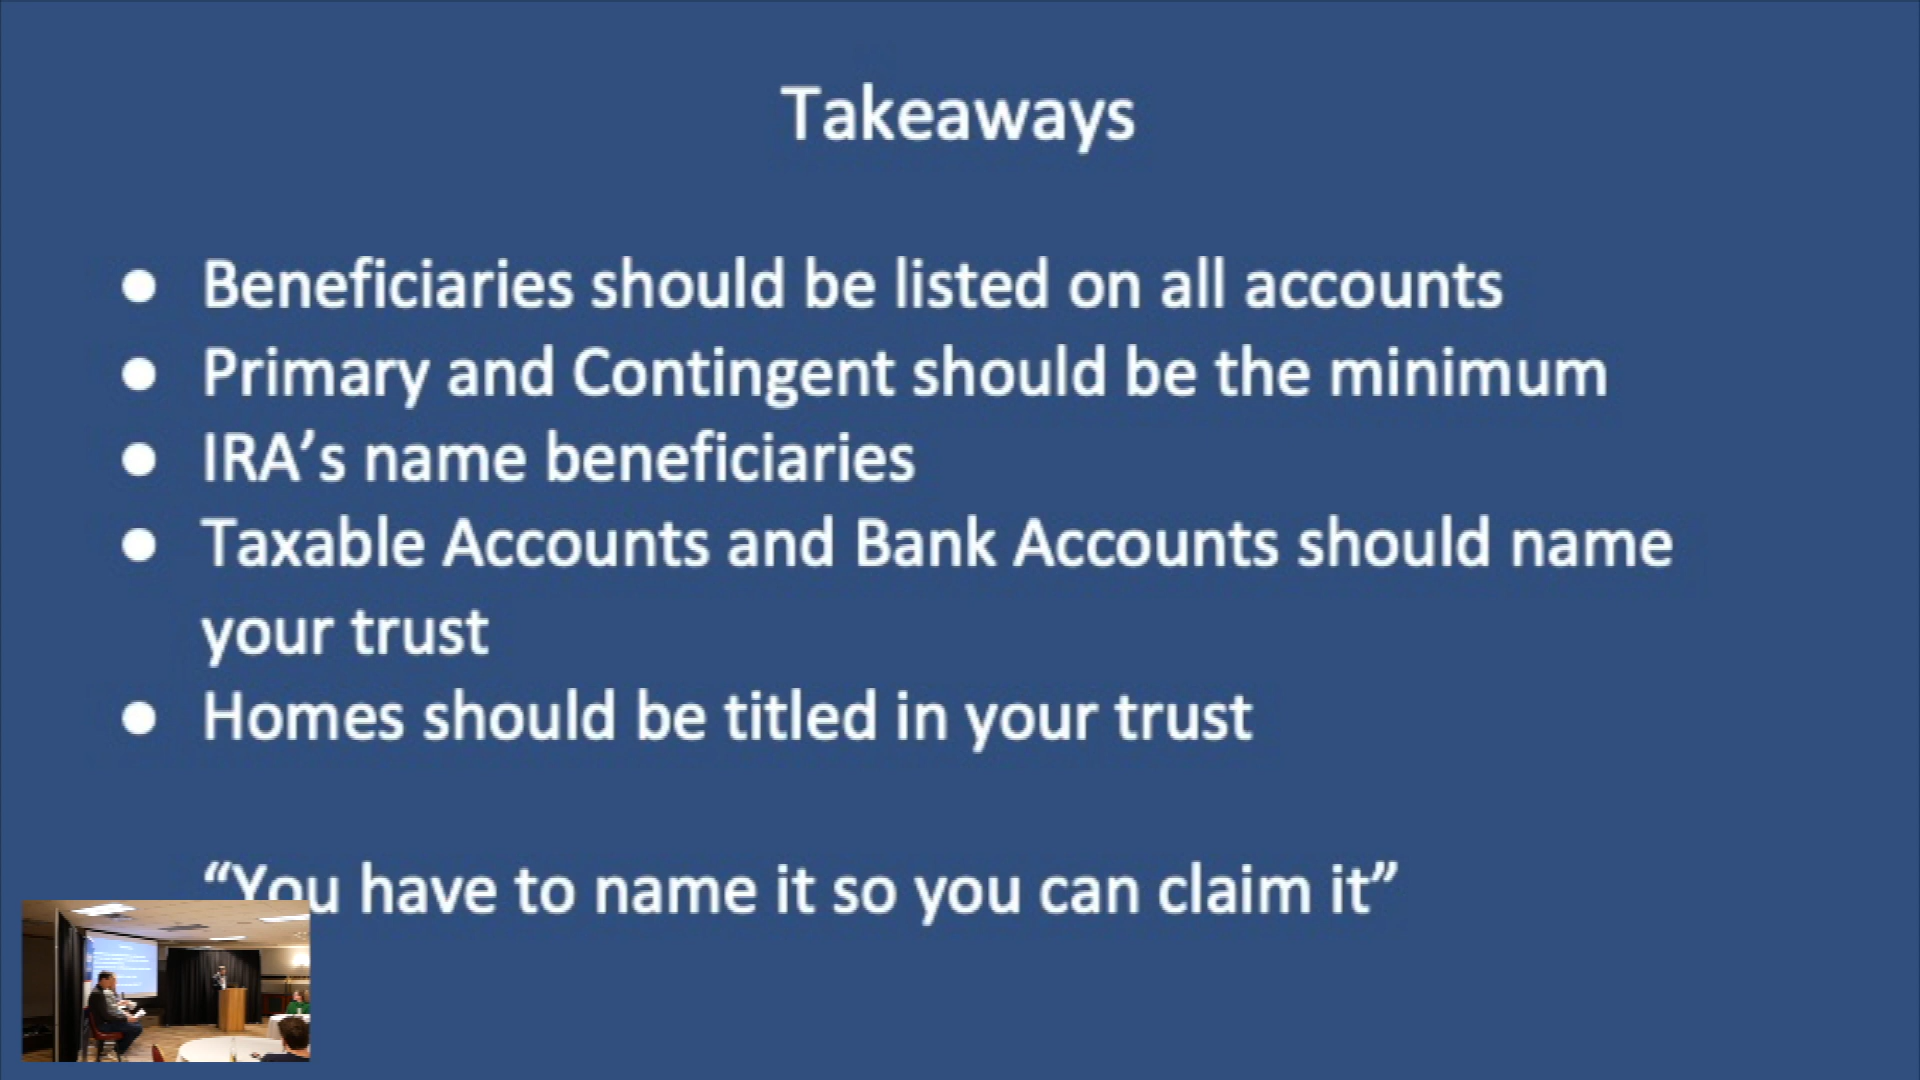 Takeaways
● Beneficiaries should be listed on all accounts
● Primary and Contingent should be the minimum
● IRA’s name beneficiaries
● Taxable Accounts and Bank Accounts should name
your trust
● Homes should be titled in your trust
“You have to name it so you can claim it”